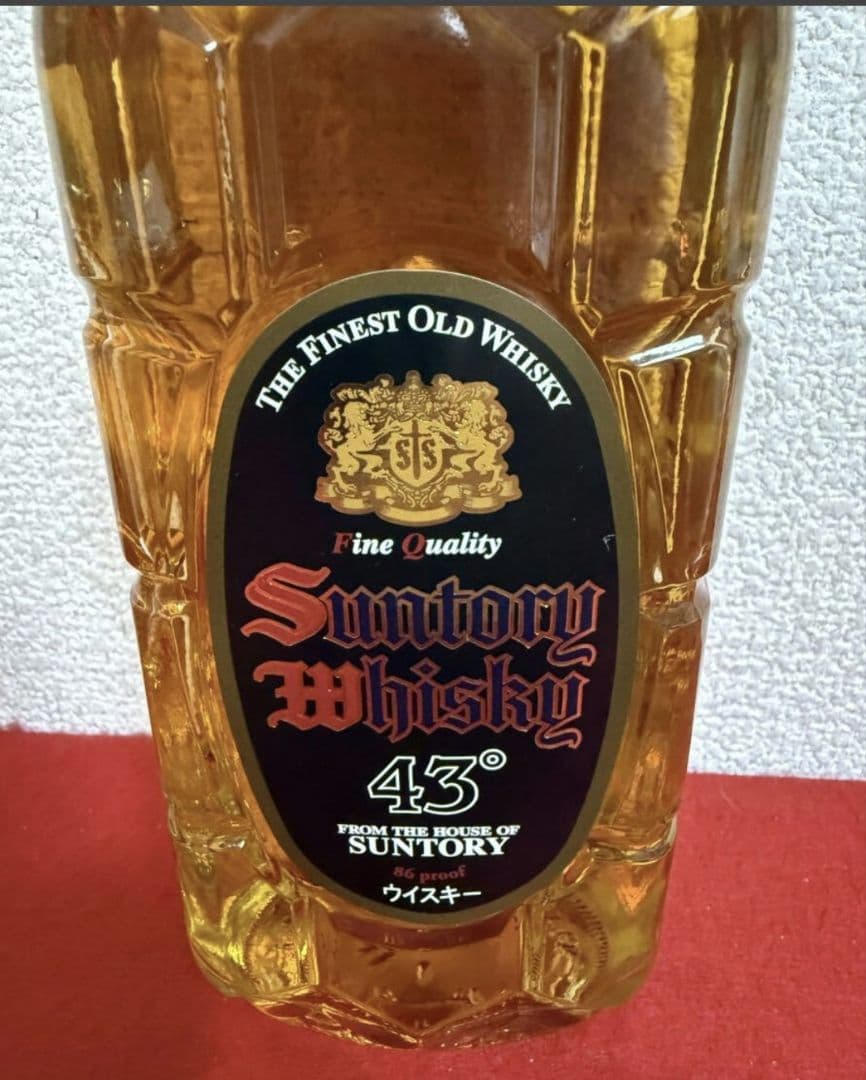 THE FINEST OLD WHISKY
S S
Fine Quality
Suntory
Whisky
43°
FROM THE HOUSE OF
SUNTORY
86 proof
ウイスキー